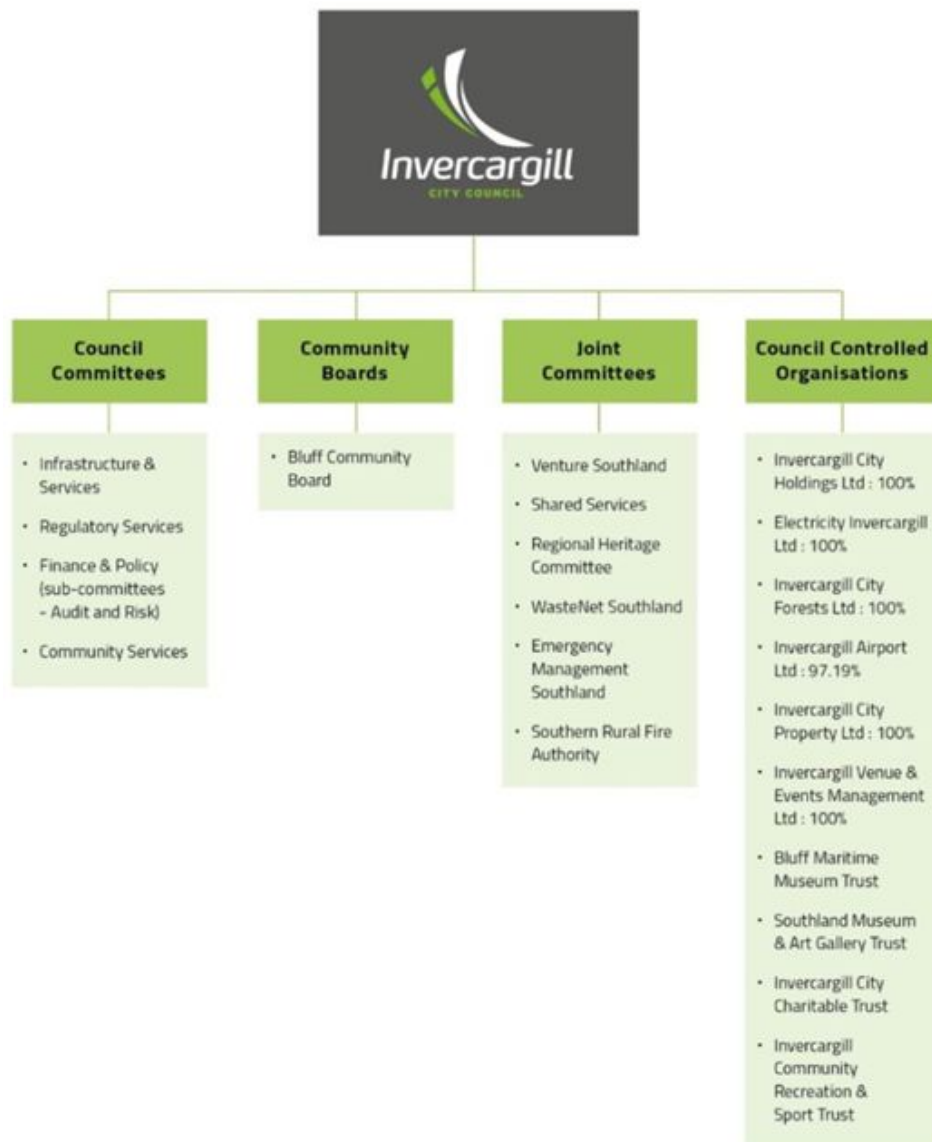 Invercargill
CITY COUNCIL
Council
Committees
• Infrastructure &
Services
• Regulatory Services
• Finance & Policy
(sub-committees
- Audit and Risk)
• Community Services
Community
Boards
• Bluff Community
Board
Joint
Committees
• Venture Southland
• Shared Services
• Regional Heritage
Committee
• WasteNet Southland
• Emergency
Management
Southland
• Southern Rural Fire
Authority
Council Controlled
Organisations
• Invercargill City
Holdings Ltd : 100%
• Electricity Invercargill
Ltd : 100%
• Invercargill City
Forests Ltd : 100%
• Invercargill Airport
Ltd : 97.19%
• Invercargill City
Property Ltd : 100%
• Invercargill Venue &
Events Management
Ltd : 100%
• Bluff Maritime
Museum Trust
• Southland Museum
& Art Gallery Trust
• Invercargill City
Charitable Trust
• Invercargill
Community
Recreation &
Sport Trust